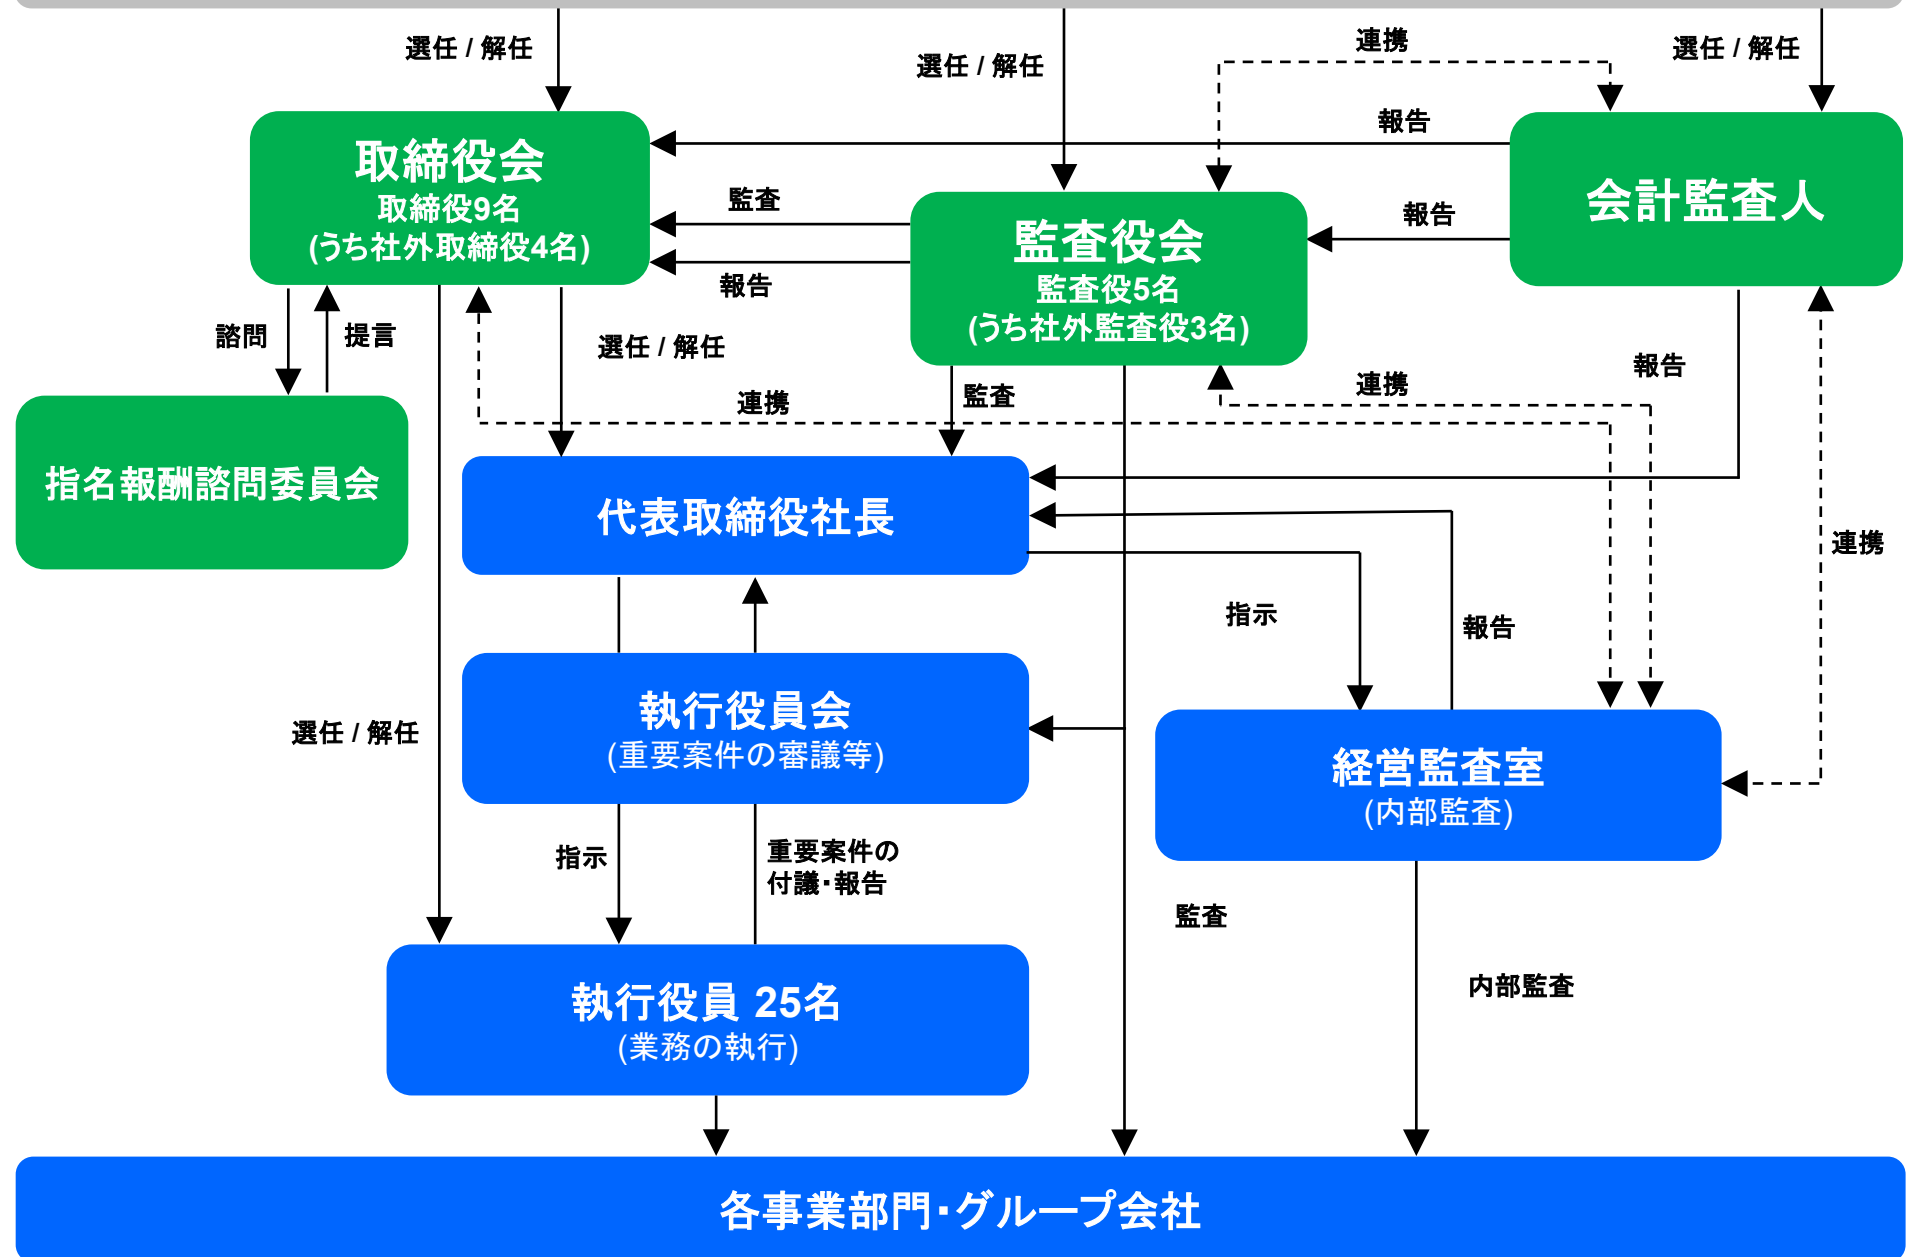 選任 / 解任
選任 / 解任
連携
選任 / 解任
報告
取締役会
取締役9名
(うち社外取締役4名)
監査
報告
監査役会
監査役5名
(うち社外監査役3名)
報告
会計監査人
諮問
提言
選任 / 解任
連携
監査
連携
報告
指名報酬諮問委員会
代表取締役社長
連携
指示
報告
執行役員会
(重要案件の審議等)
選任 / 解任
経営監査室
(内部監査)
指示
重要案件の
付議・報告
監査
内部監査
執行役員 25名
(業務の執行)
各事業部門・グループ会社